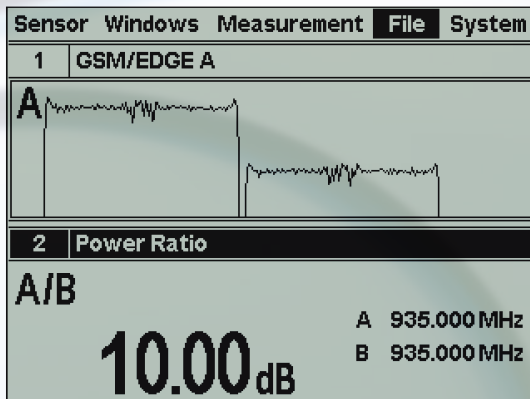 Sensor Windows Measurement File System
1 GSM/EDGE A
A
2 Power Ratio
A/B
A 935.000 MHz
10.00 dB
B 935.000 MHz